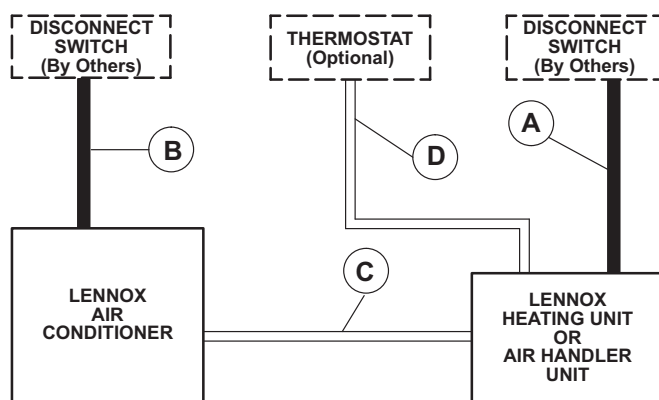 DISCONNECT
SWITCH
(By Others)
THERMOSTAT
(Optional)
DISCONNECT
SWITCH
(By Others)
B
D
A
C
LENNOX
AIR
CONDITIONER
LENNOX
HEATING UNIT
OR
AIR HANDLER
UNIT